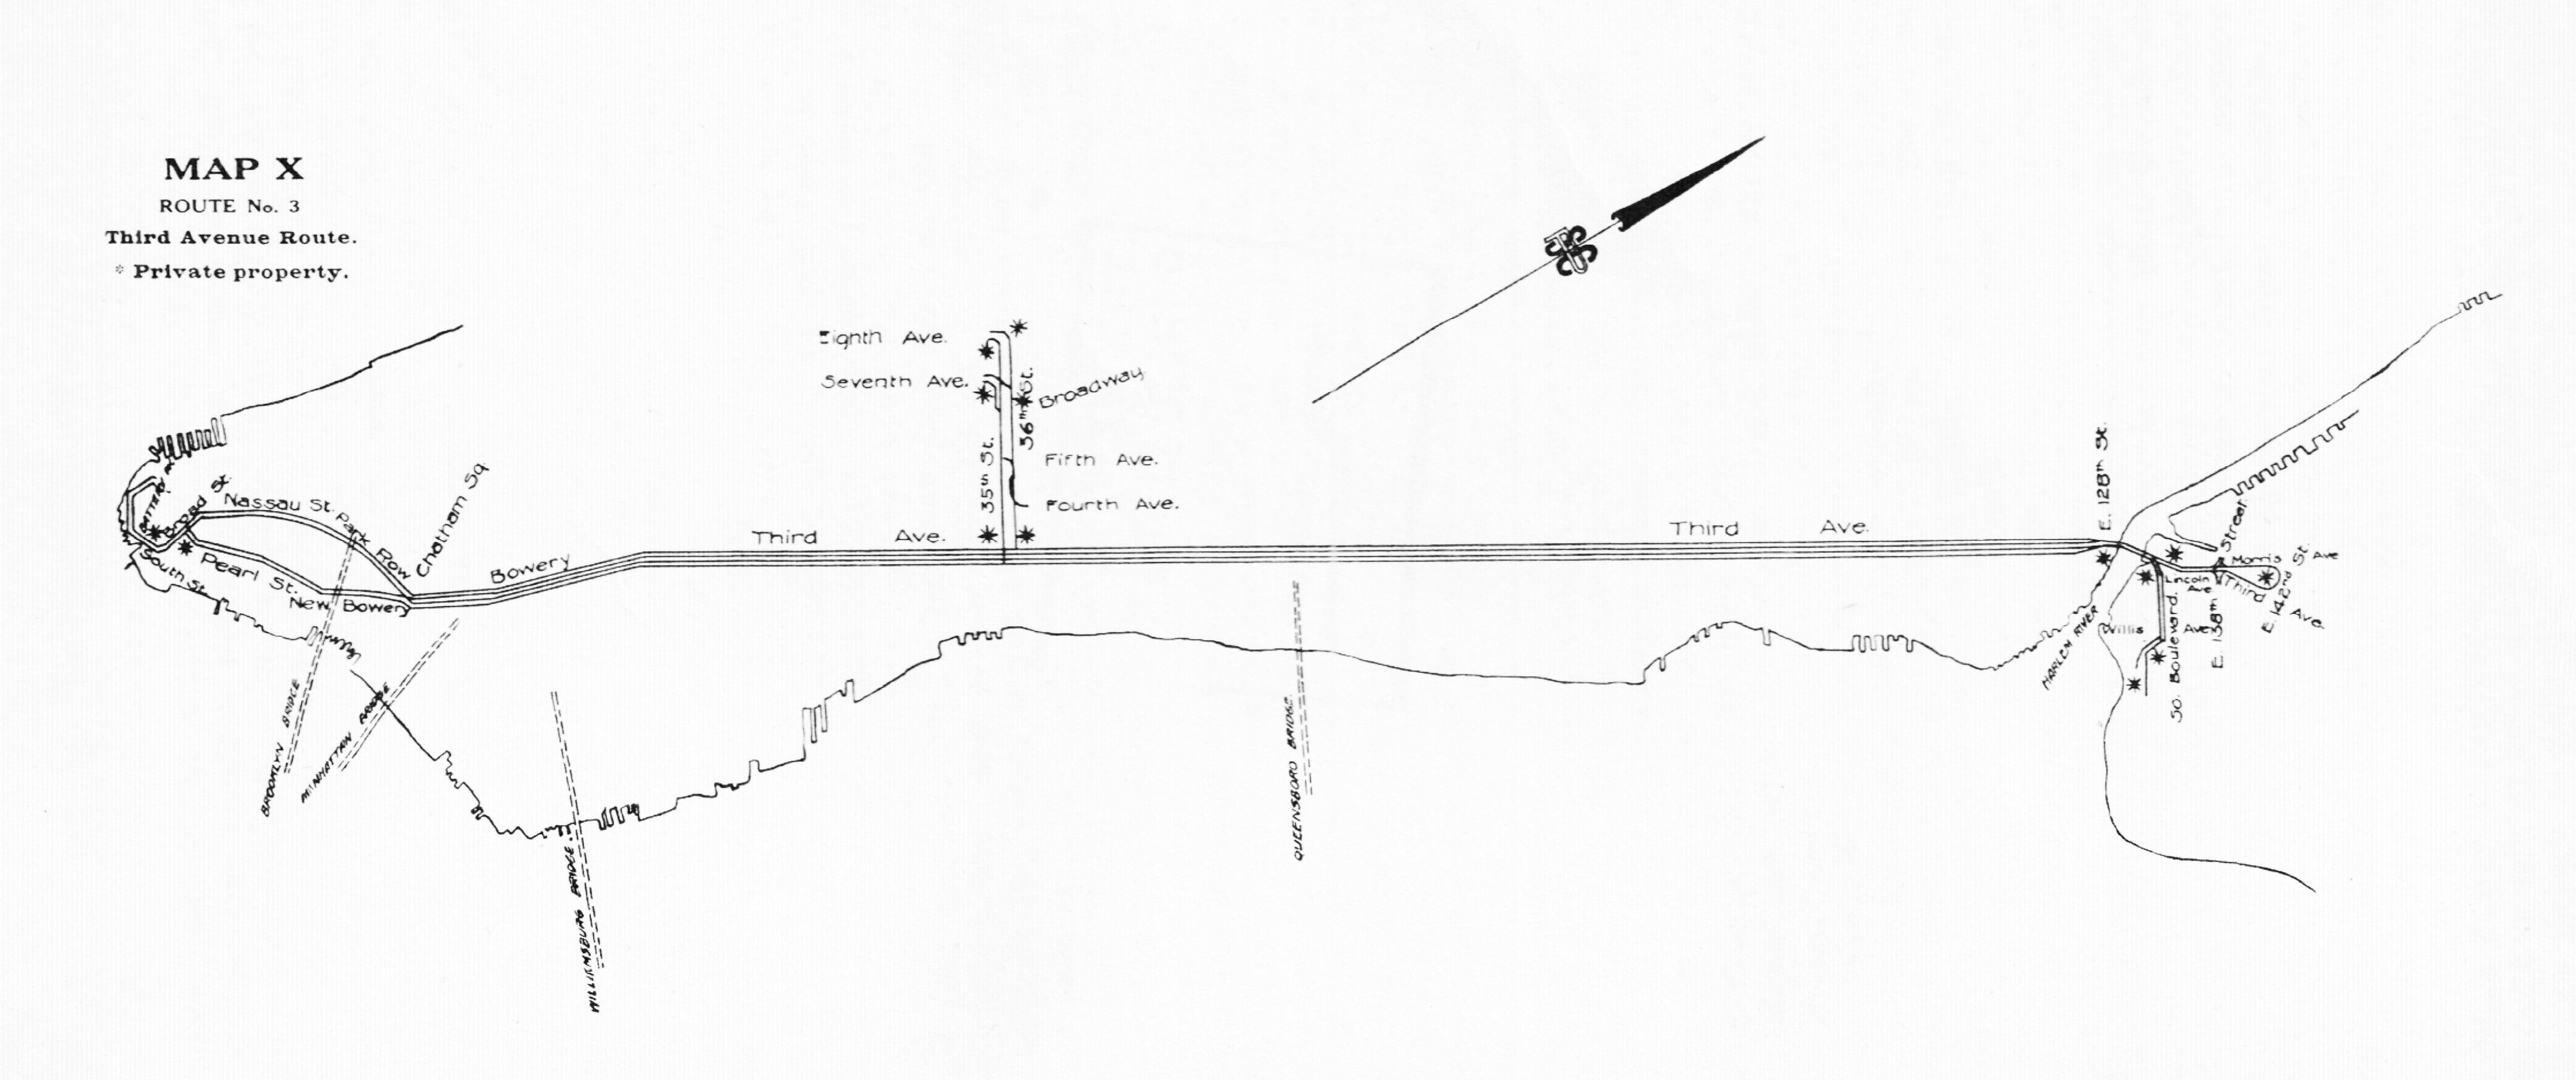 MAP X
ROUTE No. 3
Third Avenue Route.
* Private property.
Eighth Ave.
Seventh Ave.
Broadway
36th St.
35th St.
Fifth Ave.
Fourth Ave.
BATTERY
Broad St.
Nassau St.
Park Row
Chatham Sq
South St.
Pearl St.
New Bowery
Bowery
Third Ave.
Third Ave.
E. 128th St.
Street
Morris Ave
Lincoln Ave
Third Ave.
E. 142nd St.
E. 138th
Willis Ave
So. Boulevard.
HARLEM RIVER
BROOKLYN BRIDGE
MANHATTAN BRIDGE
WILLIAMSBURG BRIDGE.
QUEENSBORO BRIDGE.